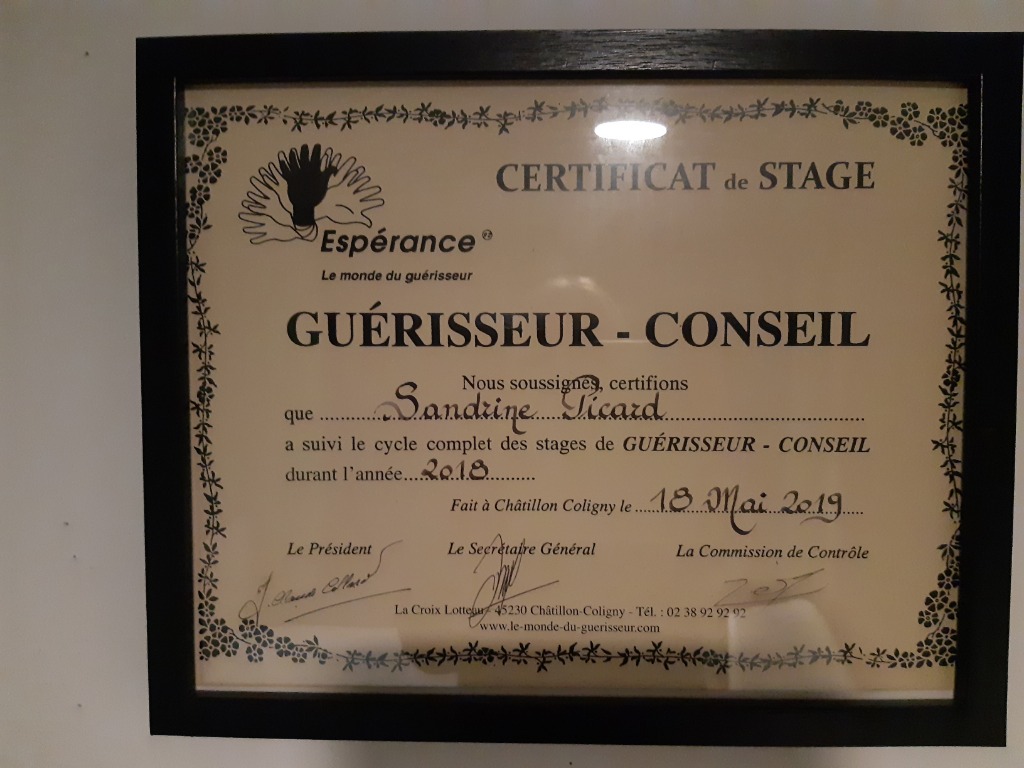 CERTIFICAT de STAGE
Espérance
Le monde du guérisseur
GUÉRISSEUR - CONSEIL
Nous soussignés, certifions
que Sandrine Picard
a suivi le cycle complet des stages de GUÉRISSEUR - CONSEIL
durant l'année 2018
Fait à Châtillon Coligny le 18 Mai 2019
Le Président Le Secrétaire Général La Commission de Contrôle
La Croix Lotteau - 45230 Châtillon-Coligny - Tél. : 02 38 92 92 92
www.le-monde-du-guerisseur.com